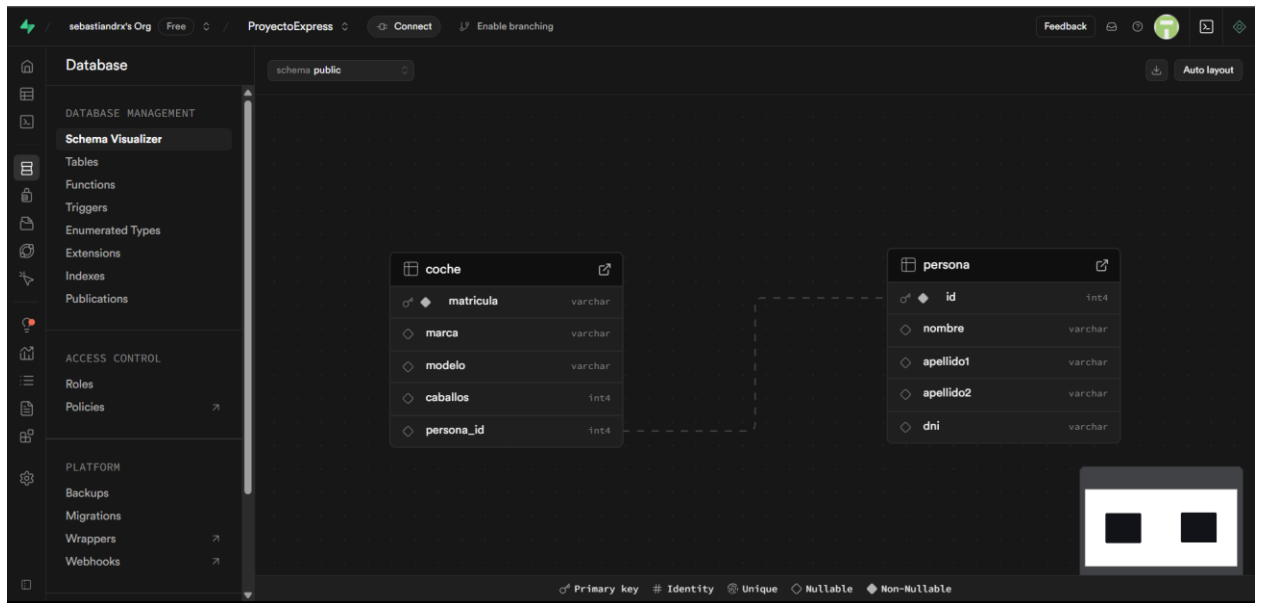 sebastiandrx's Org Free ProyectoExpress Connect Enable branching Feedback
Database
schema public Auto layout
DATABASE MANAGEMENT
Schema Visualizer
Tables
Functions
Triggers
Enumerated Types
Extensions
Indexes
Publications
ACCESS CONTROL
Roles
Policies
PLATFORM
Backups
Migrations
Wrappers
Webhooks
coche
matricula varchar
marca varchar
modelo varchar
caballos int4
persona_id int4
persona
id int4
nombre varchar
apellido1 varchar
apellido2 varchar
dni varchar
Primary key # Identity Unique Nullable Non-Nullable